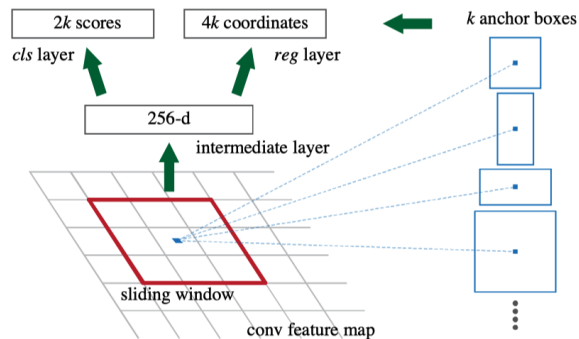 2k scores
4k coordinates
k anchor boxes
cls layer
reg layer
256-d
intermediate layer
sliding window
conv feature map